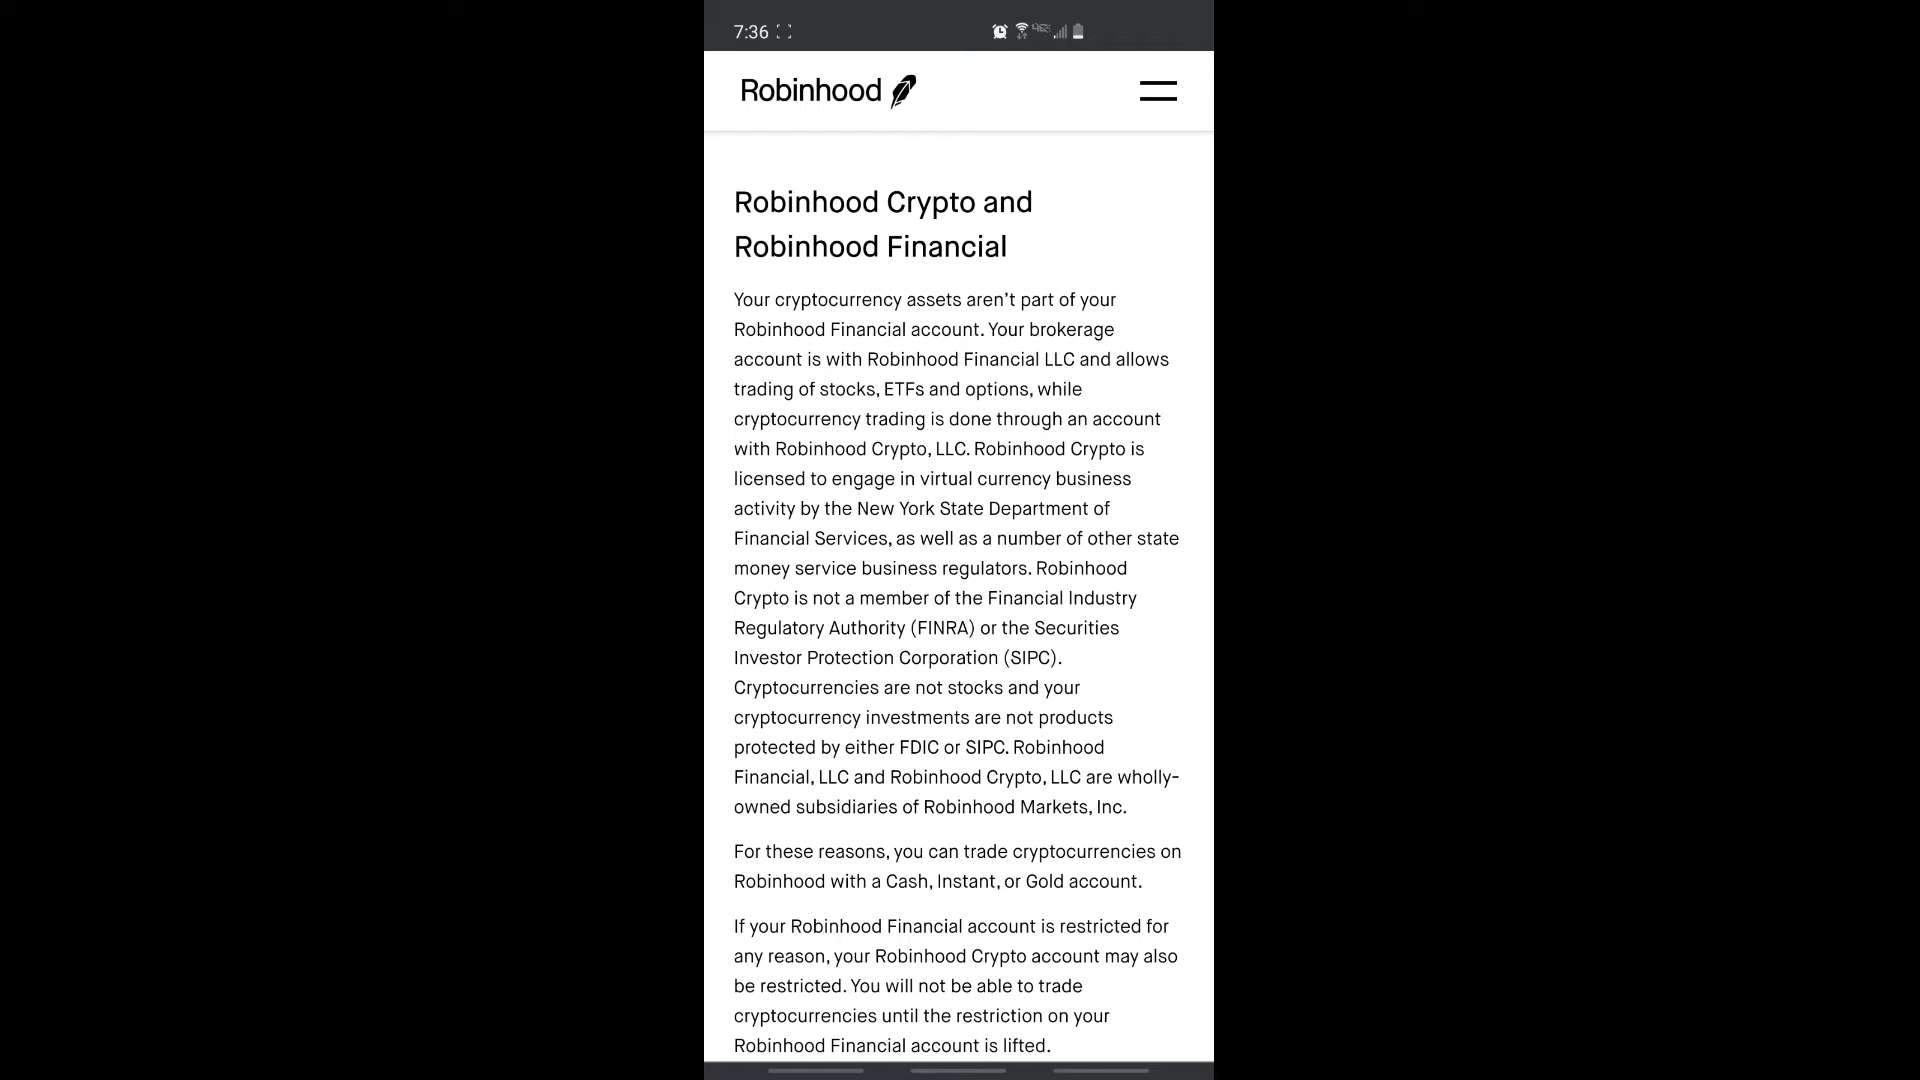 7:36
Robinhood
Robinhood Crypto and
Robinhood Financial
Your cryptocurrency assets aren’t part of your
Robinhood Financial account. Your brokerage
account is with Robinhood Financial LLC and allows
trading of stocks, ETFs and options, while
cryptocurrency trading is done through an account
with Robinhood Crypto, LLC. Robinhood Crypto is
licensed to engage in virtual currency business
activity by the New York State Department of
Financial Services, as well as a number of other state
money service business regulators. Robinhood
Crypto is not a member of the Financial Industry
Regulatory Authority (FINRA) or the Securities
Investor Protection Corporation (SIPC).
Cryptocurrencies are not stocks and your
cryptocurrency investments are not products
protected by either FDIC or SIPC. Robinhood
Financial, LLC and Robinhood Crypto, LLC are wholly-
owned subsidiaries of Robinhood Markets, Inc.
For these reasons, you can trade cryptocurrencies on
Robinhood with a Cash, Instant, or Gold account.
If your Robinhood Financial account is restricted for
any reason, your Robinhood Crypto account may also
be restricted. You will not be able to trade
cryptocurrencies until the restriction on your
Robinhood Financial account is lifted.